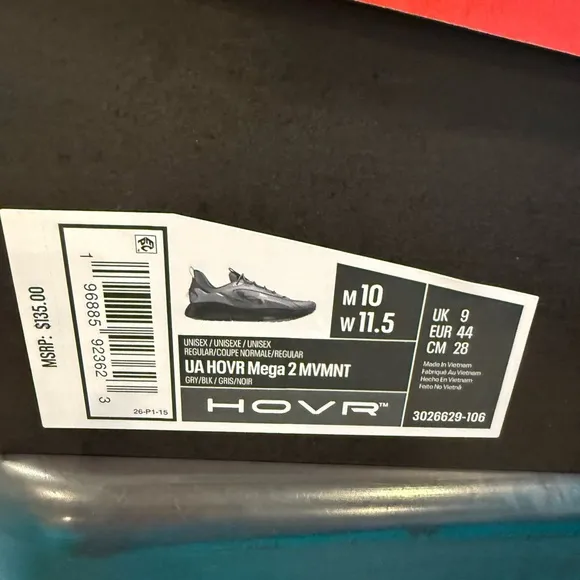 MSRP: $135.00
1 96885 92362 3
26-P1-15
M 10
W 11.5
UNISEX / UNISEXE / UNISEX
REGULAR/COUPE NORMALE/REGULAR
UA HOVR Mega 2 MVMNT
GRY/BLK / GRIS/NOIR
HOVR™
UK 9
EUR 44
CM 28
Made In Vietnam
Fabriqué Au Vietnam
Hecho En Vietnam
Feito No Vietnã
3026629-106